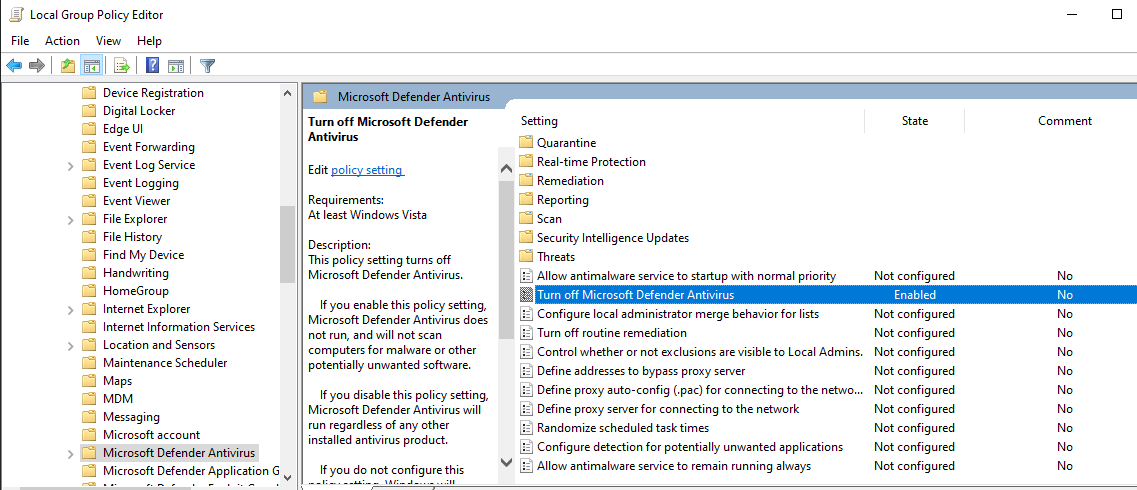 Local Group Policy Editor
File Action View Help
Device Registration
Digital Locker
Edge UI
Event Forwarding
Event Log Service
Event Logging
Event Viewer
File Explorer
File History
Find My Device
Handwriting
HomeGroup
Internet Explorer
Internet Information Services
Location and Sensors
Maintenance Scheduler
Maps
MDM
Messaging
Microsoft account
Microsoft Defender Antivirus
Microsoft Defender Application G
Microsoft Defender Antivirus
Turn off Microsoft Defender
Antivirus
Edit policy setting
Requirements:
At least Windows Vista
Description:
This policy setting turns off
Microsoft Defender Antivirus.
If you enable this policy setting,
Microsoft Defender Antivirus does
not run, and will not scan
computers for malware or other
potentially unwanted software.
If you disable this policy setting,
Microsoft Defender Antivirus will
run regardless of any other
installed antivirus product.
If you do not configure this
policy setting, Windows will
Setting State Comment
Quarantine
Real-time Protection
Remediation
Reporting
Scan
Security Intelligence Updates
Threats
Allow antimalware service to startup with normal priority Not configured No
Turn off Microsoft Defender Antivirus Enabled No
Configure local administrator merge behavior for lists Not configured No
Turn off routine remediation Not configured No
Control whether or not exclusions are visible to Local Admins. Not configured No
Define addresses to bypass proxy server Not configured No
Define proxy auto-config (.pac) for connecting to the netwo... Not configured No
Define proxy server for connecting to the network Not configured No
Randomize scheduled task times Not configured No
Configure detection for potentially unwanted applications Not configured No
Allow antimalware service to remain running always Not configured No